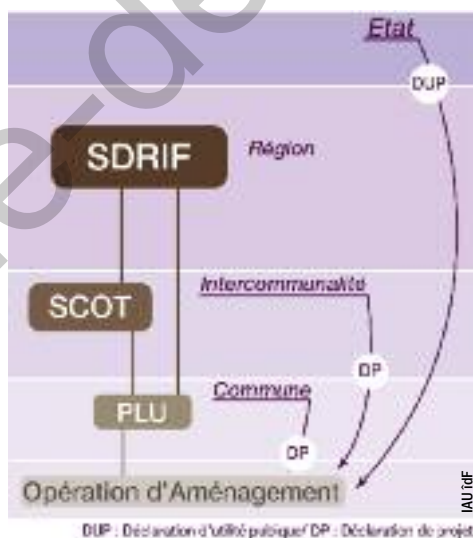 Etat
DUP
SDRIF
Région
Intercommunalité
SCOT
DP
Commune
PLU
DP
Opération d'Aménagement
IAU îdF
DUP : Déclaration d'utilité publique/ DP : Déclaration de projet